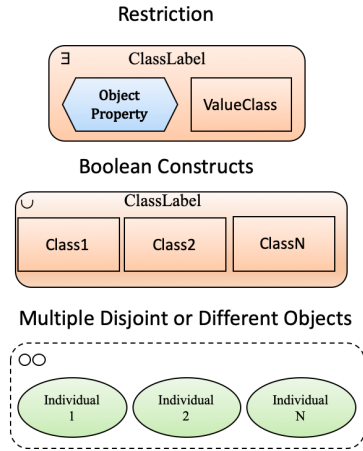 Restriction
∃ ClassLabel
Object
Property
ValueClass
Boolean Constructs
∪ ClassLabel
Class1 Class2 ClassN
Multiple Disjoint or Different Objects
Individual Individual Individual
1 2 N